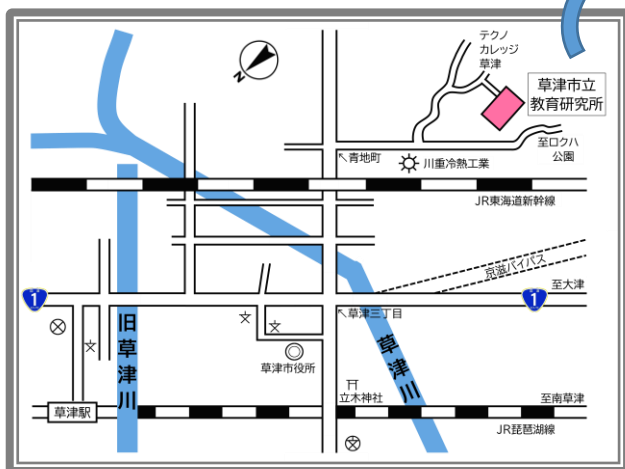 テクノ
カレッジ
草津
草津市立
教育研究所
N
↖青地町
川重冷熱工業
至ロクハ
公園
JR東海道新幹線
京滋バイパス
至大津
1
1
↖草津三丁目
旧草津川
草津川
草津市役所
立木神社
草津駅
至南草津
JR琵琶湖線